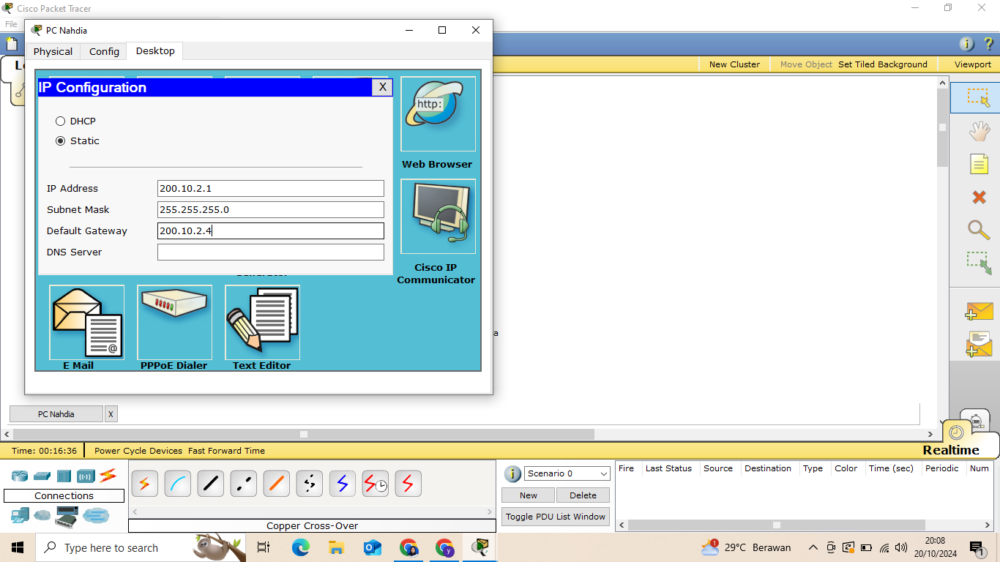 Cisco Packet Tracer
File
PC Nahdia
Physical Config Desktop
New Cluster Move Object Set Tiled Background Viewport
IP Configuration X
http:
DHCP
Static
Web Browser
IP Address 200.10.2.1
Subnet Mask 255.255.255.0
Default Gateway 200.10.2.4
DNS Server
Cisco IP
Communicator
a
@
E Mail PPPoE Dialer Text Editor
PC Nahdia X
Time: 00:16:36 Power Cycle Devices Fast Forward Time Realtime
Connections
Copper Cross-Over
Scenario 0
New Delete
Toggle PDU List Window
Fire Last Status Source Destination Type Color Time (sec) Periodic Num
Type here to search
29°C Berawan
20:08
20/10/2024
1